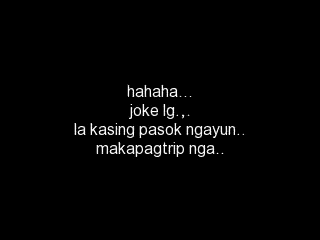 hahaha...
joke lg.,.
la kasing pasok ngayun..
makapagtrip nga..